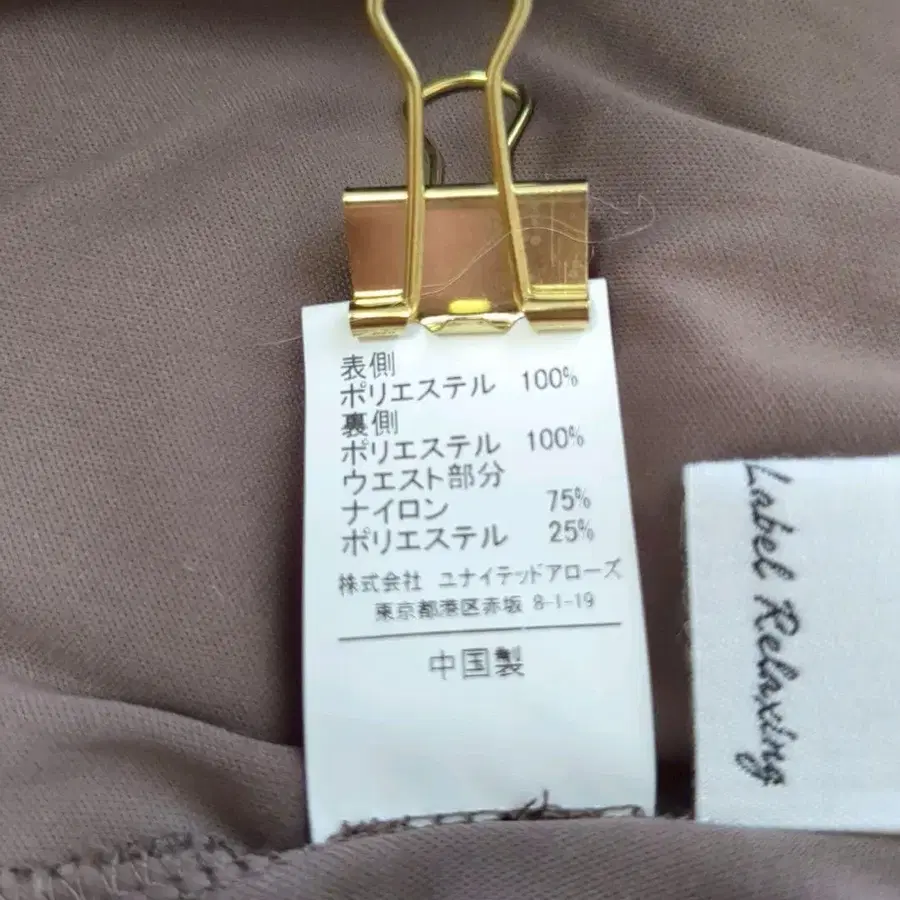 表側
ポリエステル 100%
裏側
ポリエステル 100%
ウエスト部分
ナイロン 75%
ポリエステル 25%
株式会社 ユナイテッドアローズ
東京都港区赤坂 8-1-19
中国製
Label Relaxing